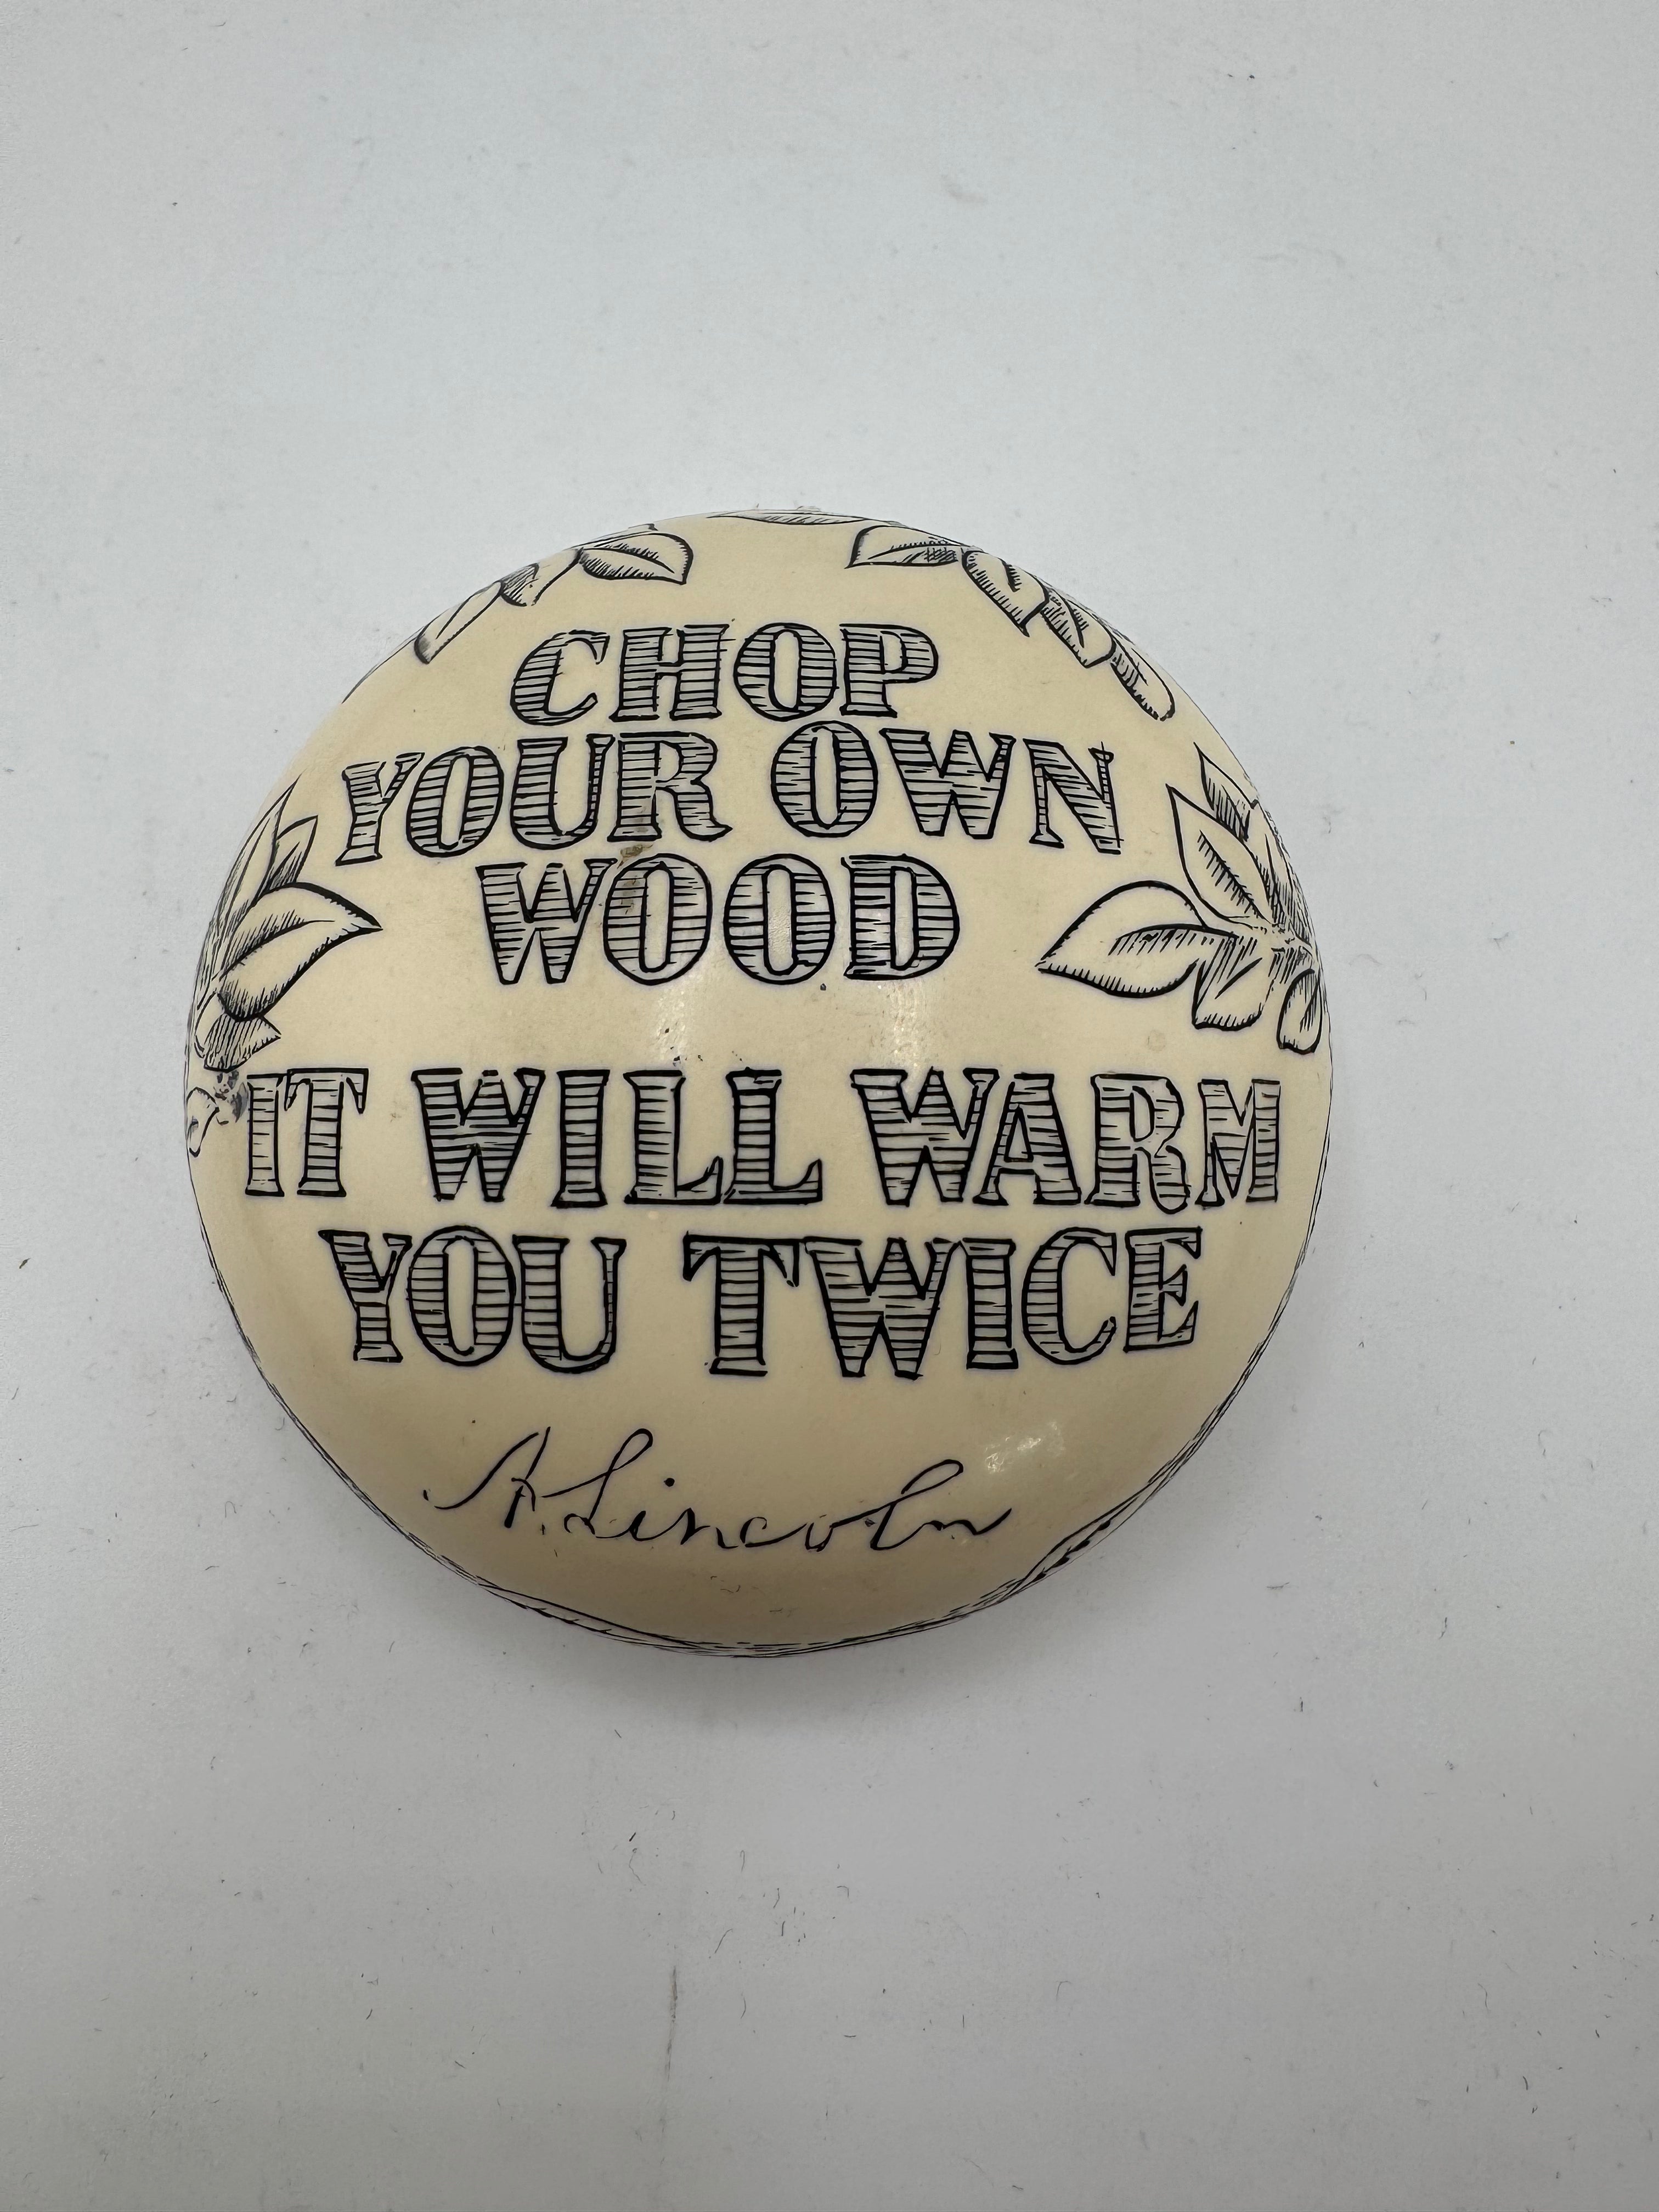 CHOP
YOUR OWN
WOOD
IT WILL WARM
YOU TWICE
A. Lincoln